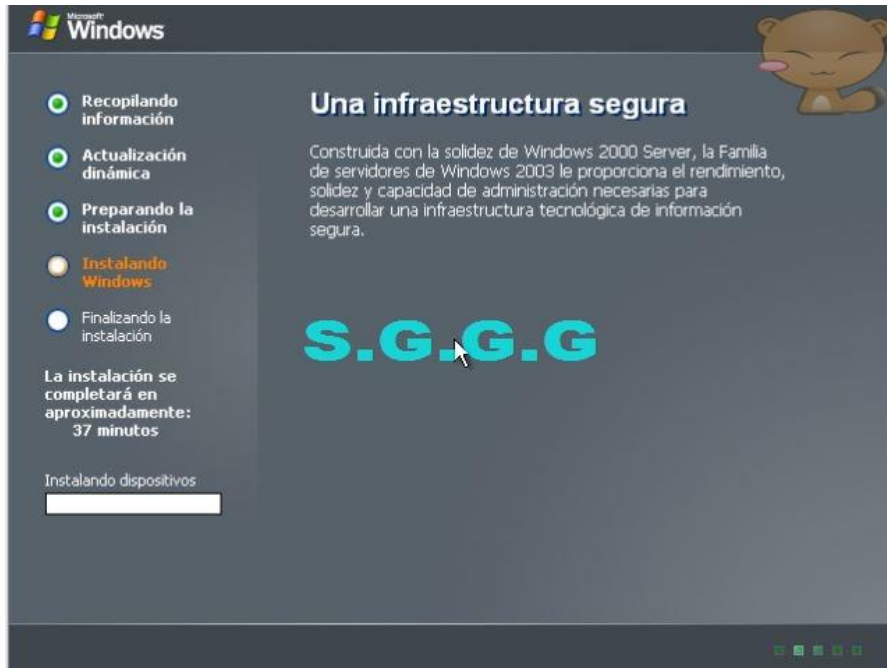 Microsoft
Windows
Recopilando
información
Actualización
dinámica
Preparando la
instalación
Instalando
Windows
Finalizando la
instalación
La instalación se
completará en
aproximadamente:
37 minutos
Instalando dispositivos
Una infraestructura segura
Construida con la solidez de Windows 2000 Server, la Familia
de servidores de Windows 2003 le proporciona el rendimiento,
solidez y capacidad de administración necesarias para
desarrollar una infraestructura tecnológica de información
segura.
S.G.G.G